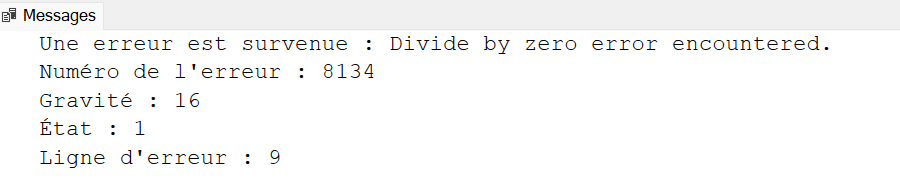 Messages
Une erreur est survenue : Divide by zero error encountered.
Numéro de l'erreur : 8134
Gravité : 16
État : 1
Ligne d'erreur : 9